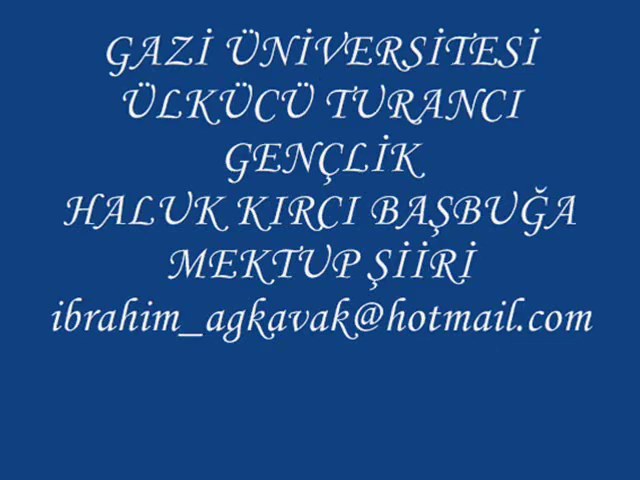 GAZİ ÜNİVERSİTESİ
ÜLKÜCÜ TURANCI
GENÇLİK
HALUK KIRCI BAŞBUĞA
MEKTUP ŞİİRİ
ibrahim_agkavak@hotmail.com